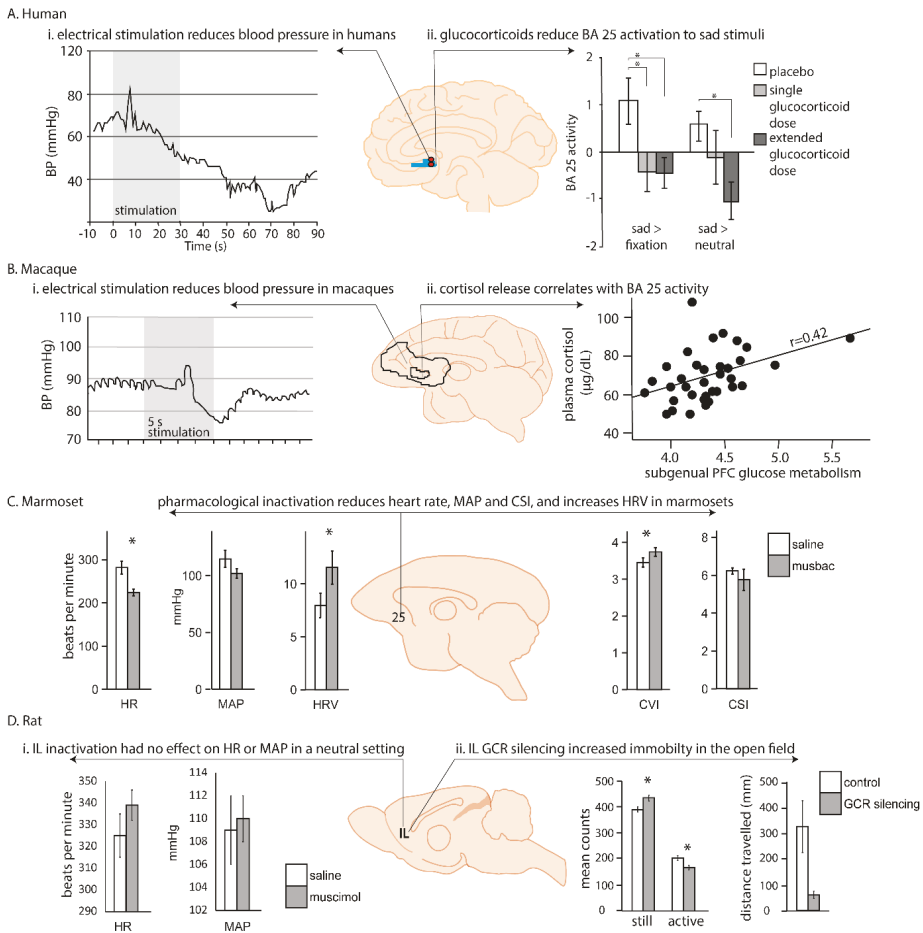 A. Human
i. electrical stimulation reduces blood pressure in humans
ii. glucocorticoids reduce BA 25 activation to sad stimuli
BP (mmHg)
120
100
80
60
40
stimulation
-10 0 10 20 30 40 50 60 70 80 90
Time (s)
BA 25 activity
2
1
0
-1
-2
* * *
sad > fixation
sad > neutral
placebo
single glucocorticoid dose
extended glucocorticoid dose
B. Macaque
i. electrical stimulation reduces blood pressure in macaques
ii. cortisol release correlates with BA 25 activity
BP (mmHg)
110
100
90
80
70
5 s
stimulation
plasma cortisol
(µg/dL)
100
80
60
40
r=0.42
4.0 4.5 5.0 5.5
subgenual PFC glucose metabolism
C. Marmoset
pharmacological inactivation reduces heart rate, MAP and CSI, and increases HRV in marmosets
beats per minute
300
200
100
0
*
HR
mmHg
100
50
0
MAP
10
5
0
*
HRV
25
4
3
2
1
0
*
CVI
8
6
4
2
0
CSI
saline
musbac
D. Rat
i. IL inactivation had no effect on HR or MAP in a neutral setting
ii. IL GCR silencing increased immobilty in the open field
beats per minute
350
340
330
320
310
300
290
HR
mmHg
114
112
110
108
106
104
102
MAP
saline
muscimol
IL
mean counts
500
400
300
200
100
0
*
*
still active
distance travelled (mm)
500
400
300
200
100
0
control
GCR silencing